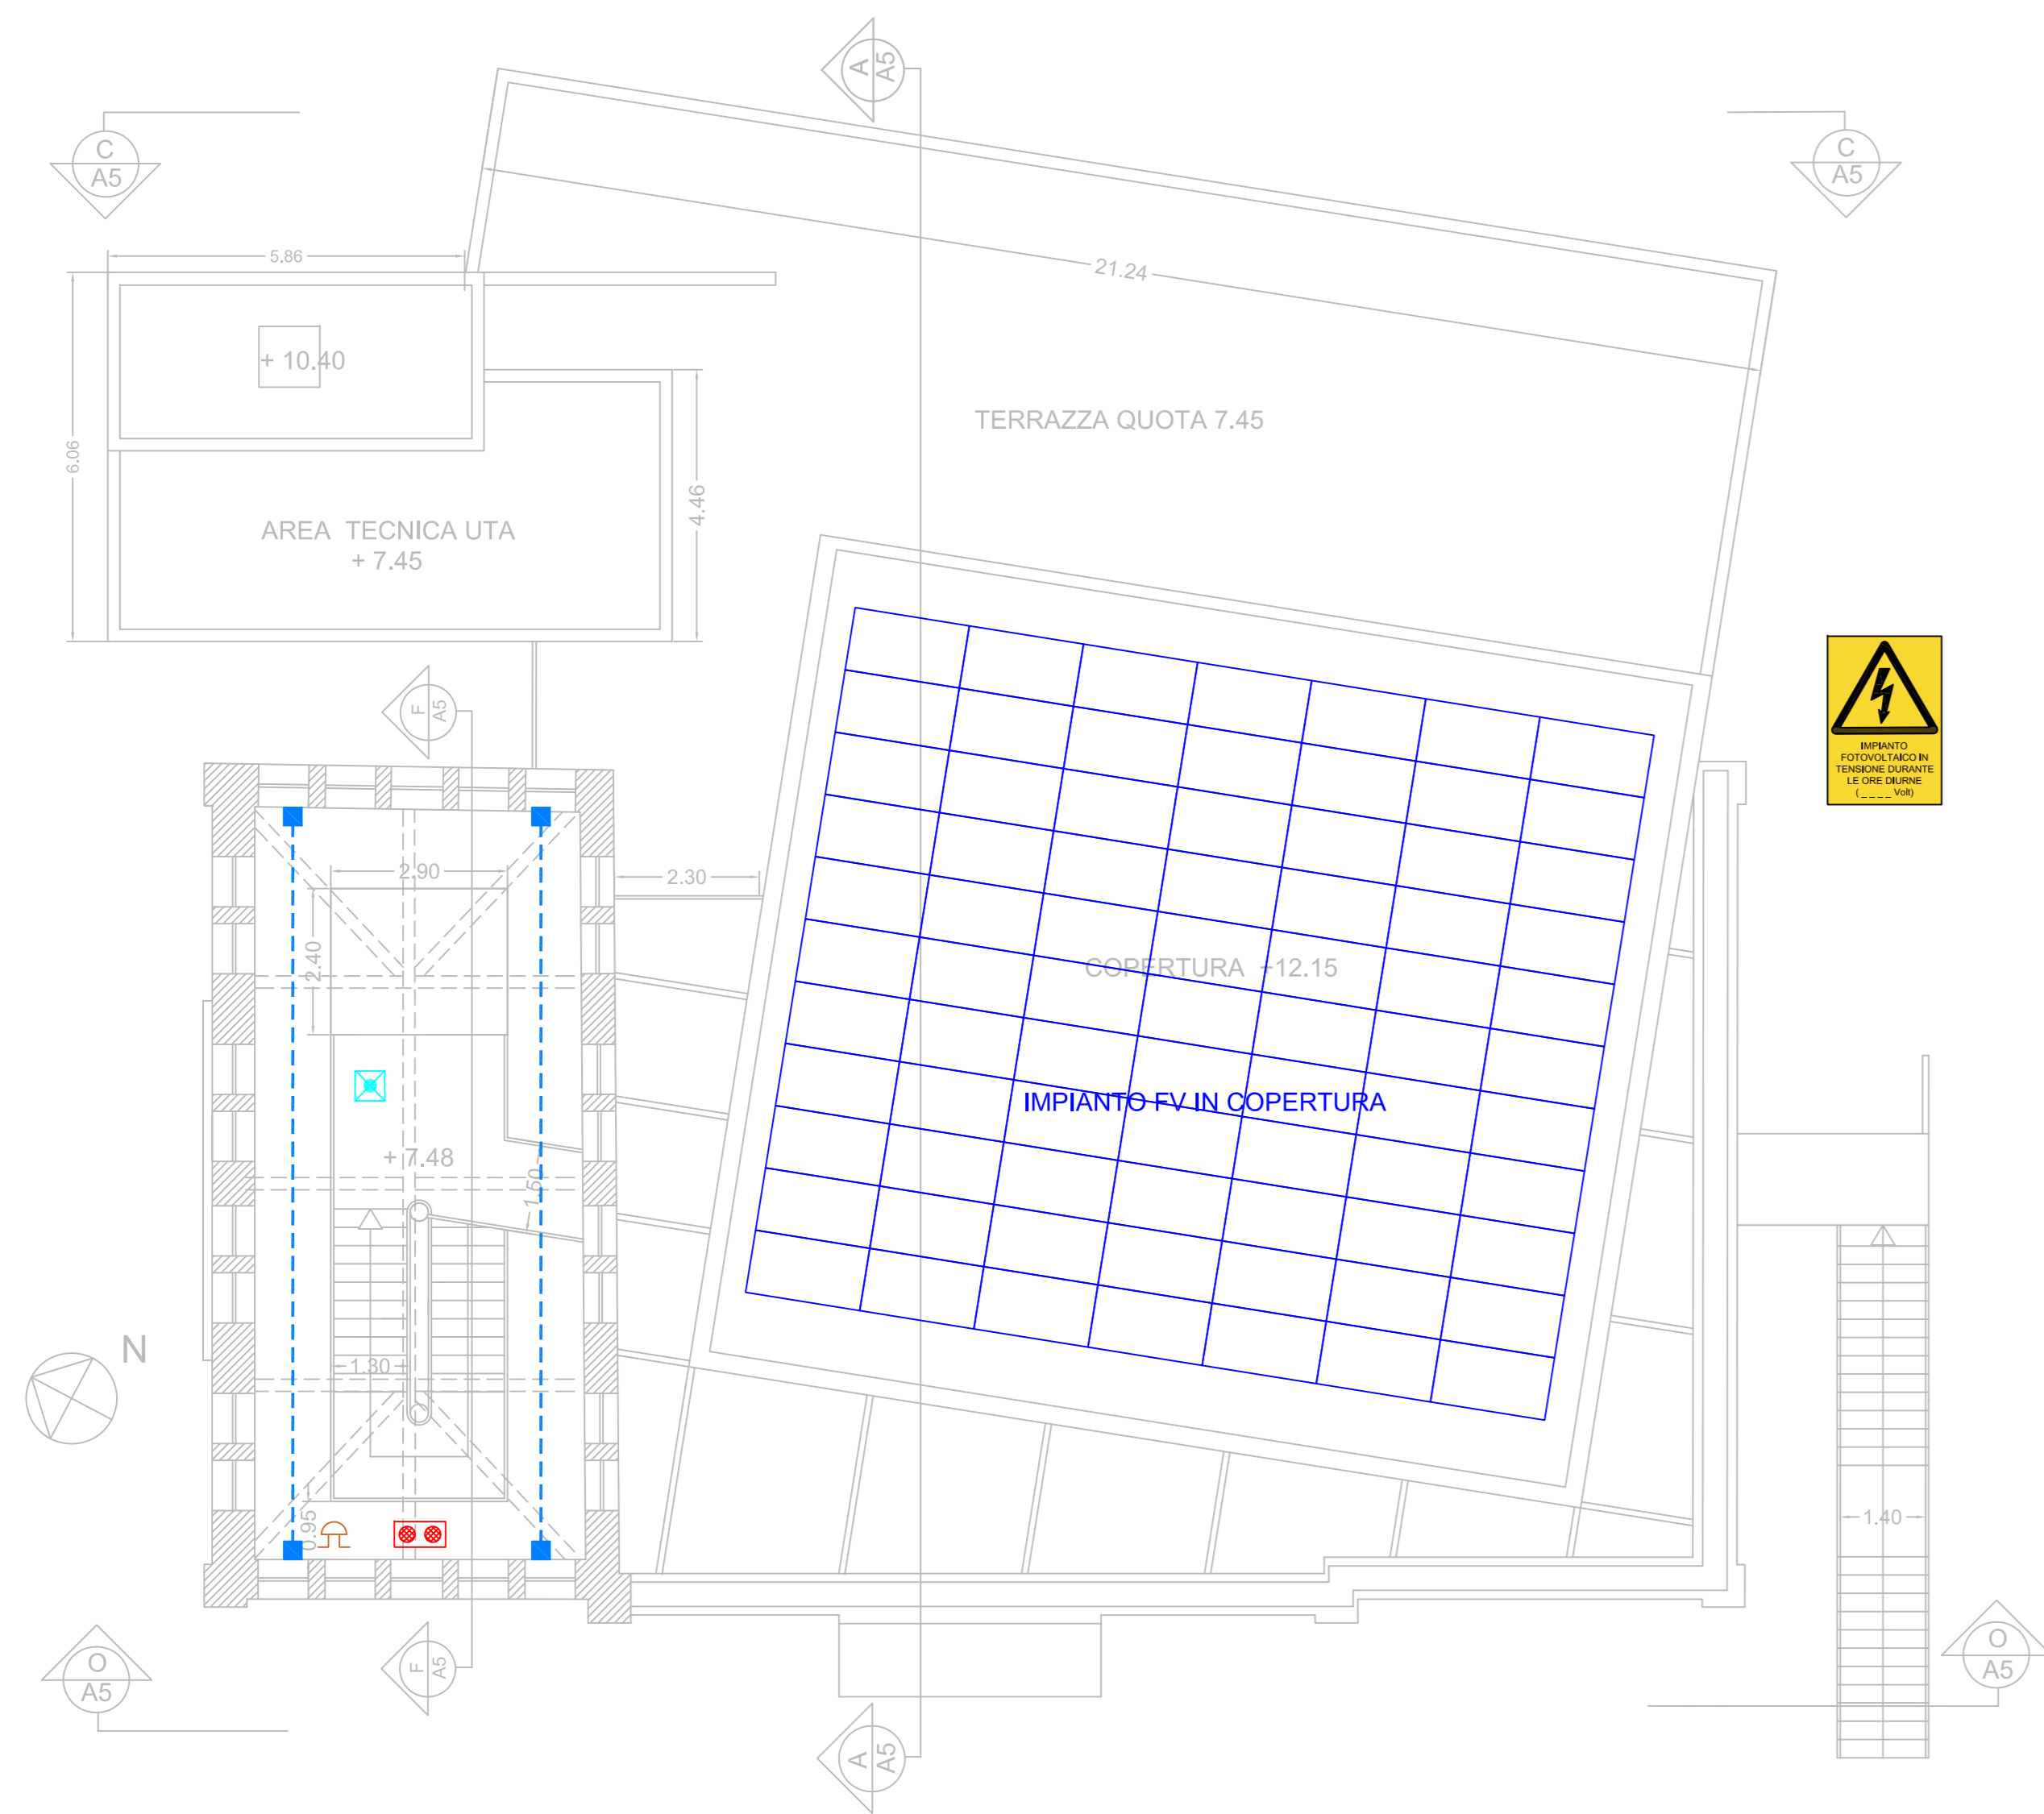 A
A5
C
A5
C
A5
5.86
21.24
+ 10.40
6.06
TERRAZZA QUOTA 7.45
4.46
AREA TECNICA UTA
+ 7.45
F
A5
IMPIANTO
FOTOVOLTAICO IN
TENSIONE DURANTE
LE ORE DIURNE
( _ _ _ _ Volt)
2.90
2.30
2.40
COPERTURA +12.15
IMPIANTO FV IN COPERTURA
+ 7.48
1.50
N
1.30
0.95
1.40
O
A5
F
A5
O
A5
A
A5